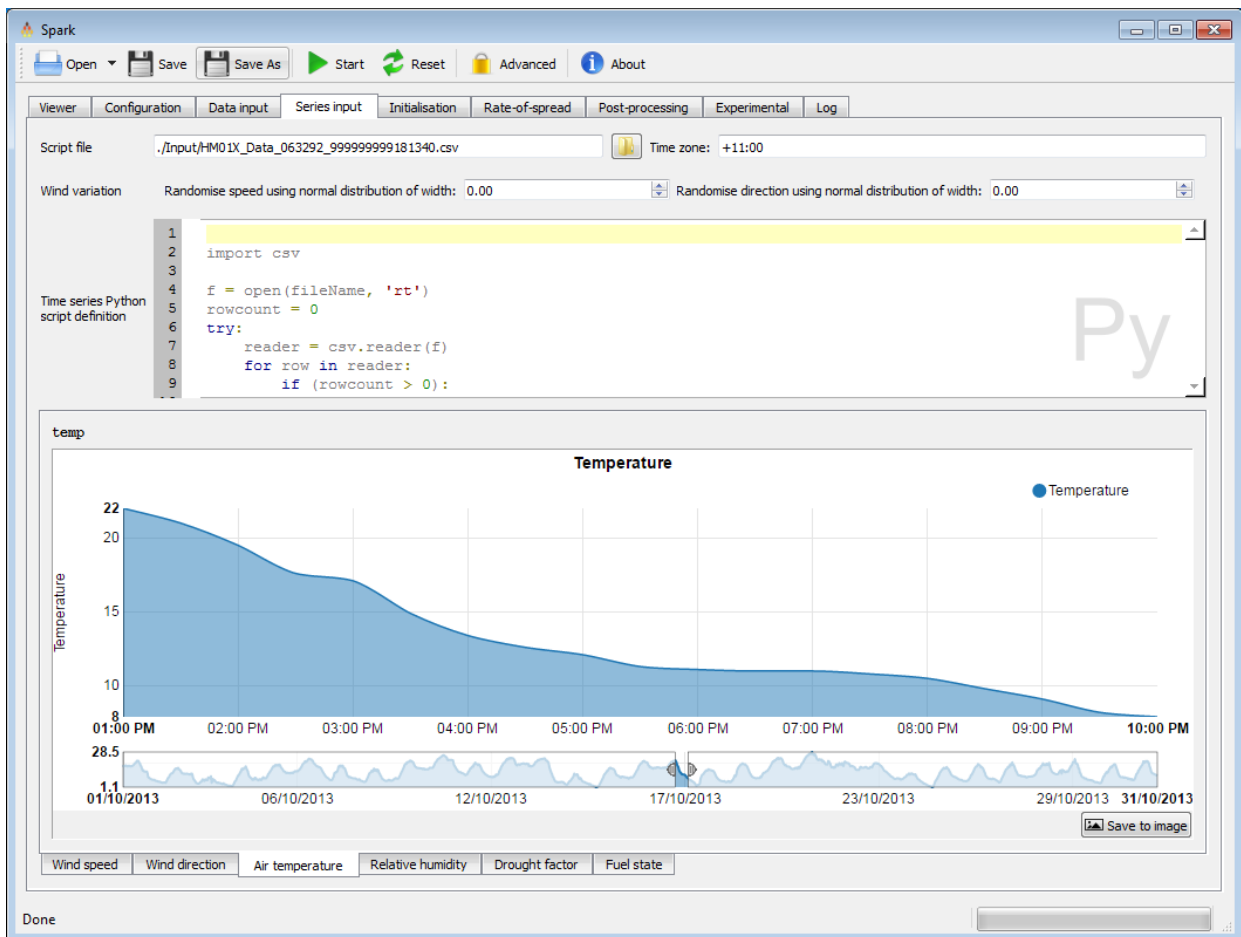 Spark
Open Save Save As Start Reset Advanced About
Viewer Configuration Data input Series input Initialisation Rate-of-spread Post-processing Experimental Log
Script file ./Input/HM01X_Data_063292_999999999181340.csv Time zone: +11:00
Wind variation Randomise speed using normal distribution of width: 0.00 Randomise direction using normal distribution of width: 0.00
Time series Python
script definition
1
2 import csv
3
4 f = open(fileName, 'rt')
5 rowcount = 0
6 try:
7 reader = csv.reader(f)
8 for row in reader:
9 if (rowcount > 0):
Py
temp
Temperature
Temperature
22
20
15
10
8
Temperature
01:00 PM 02:00 PM 03:00 PM 04:00 PM 05:00 PM 06:00 PM 07:00 PM 08:00 PM 09:00 PM 10:00 PM
28.5
1.1
01/10/2013 06/10/2013 12/10/2013 17/10/2013 23/10/2013 29/10/2013 31/10/2013
Save to image
Wind speed Wind direction Air temperature Relative humidity Drought factor Fuel state
Done